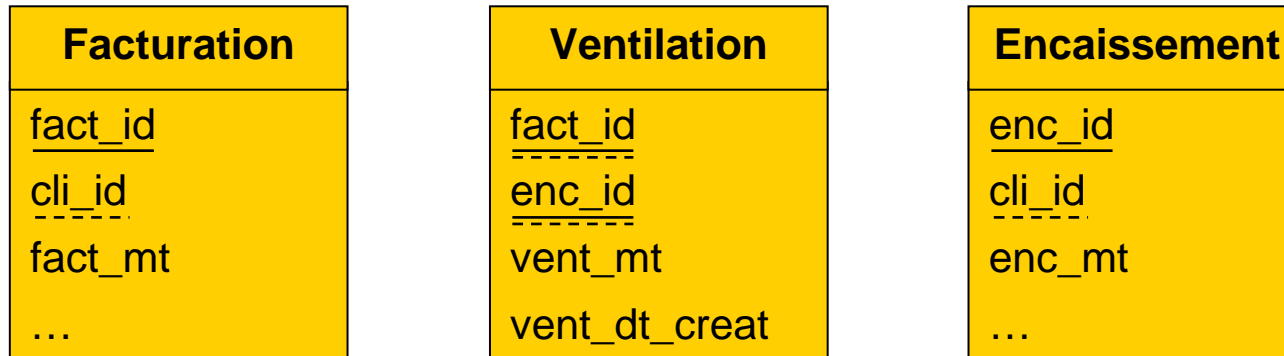 Facturation
fact_id
cli_id
fact_mt
…
Ventilation
fact_id
enc_id
vent_mt
vent_dt_creat
Encaissement
enc_id
cli_id
enc_mt
…